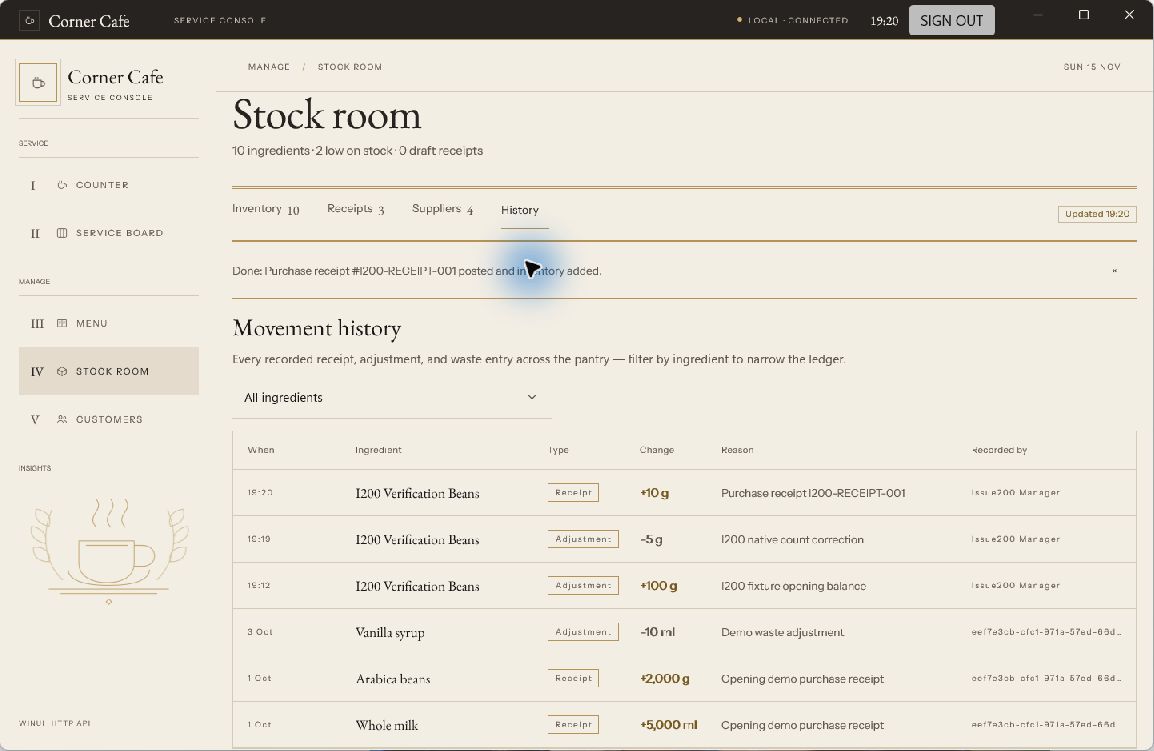 Corner Cafe SERVICE CONSOLE LOCAL · CONNECTED 19:20 SIGN OUT
Corner Cafe
SERVICE CONSOLE
SERVICE
I COUNTER
II SERVICE BOARD
MANAGE
III MENU
IV STOCK ROOM
V CUSTOMERS
INSIGHTS
WINUI HTTP API
MANAGE / STOCK ROOM SUN 15 NOV
Stock room
10 ingredients · 2 low on stock · 0 draft receipts
Inventory 10 Receipts 3 Suppliers 4 History Updated 19:20
Done: Purchase receipt #I200-RECEIPT-001 posted and inventory added.
Movement history
Every recorded receipt, adjustment, and waste entry across the pantry — filter by ingredient to narrow the ledger.
All ingredients
When Ingredient Type Change Reason Recorded by
19:20 I200 Verification Beans Receipt +10 g Purchase receipt I200-RECEIPT-001 Issue200 Manager
19:19 I200 Verification Beans Adjustment -5 g I200 native count correction Issue200 Manager
19:12 I200 Verification Beans Adjustment +100 g I200 fixture opening balance Issue200 Manager
3 Oct Vanilla syrup Adjustment -10 ml Demo waste adjustment
1 Oct Arabica beans Receipt +2,000 g Opening demo purchase receipt
1 Oct Whole milk Receipt +5,000 ml Opening demo purchase receipt